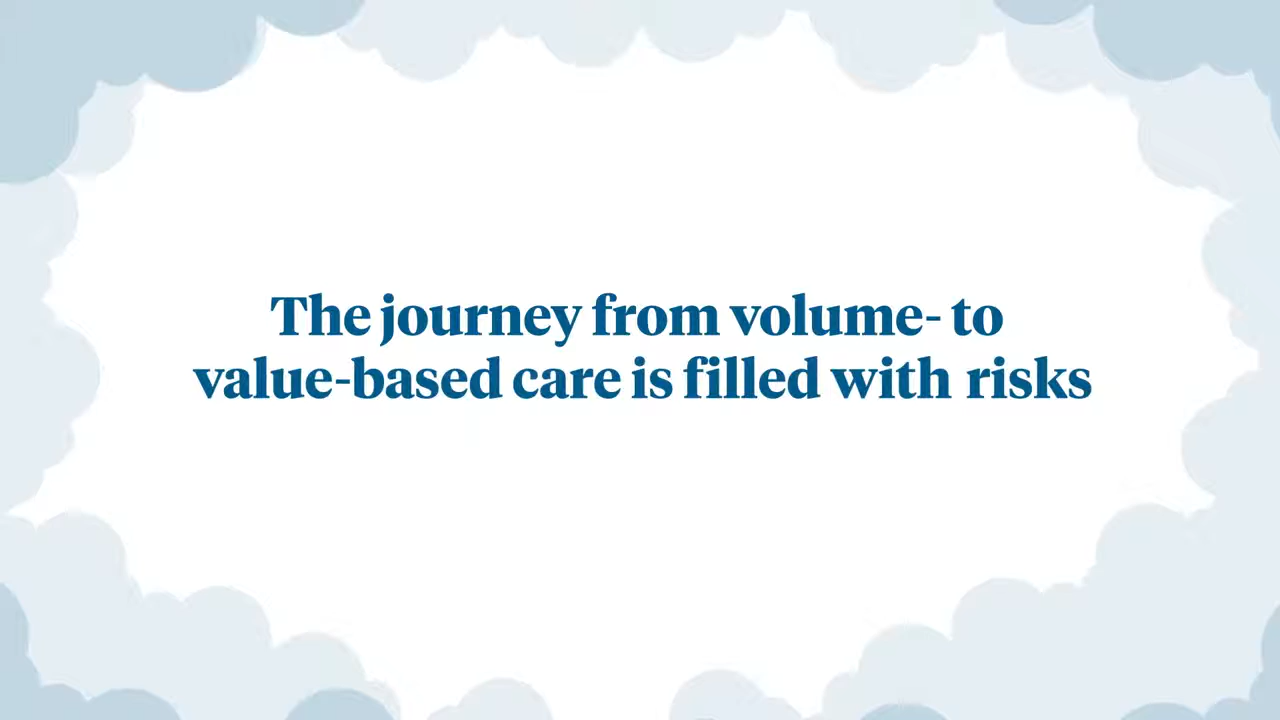 The journey from volume- to
value-based care is filled with risks